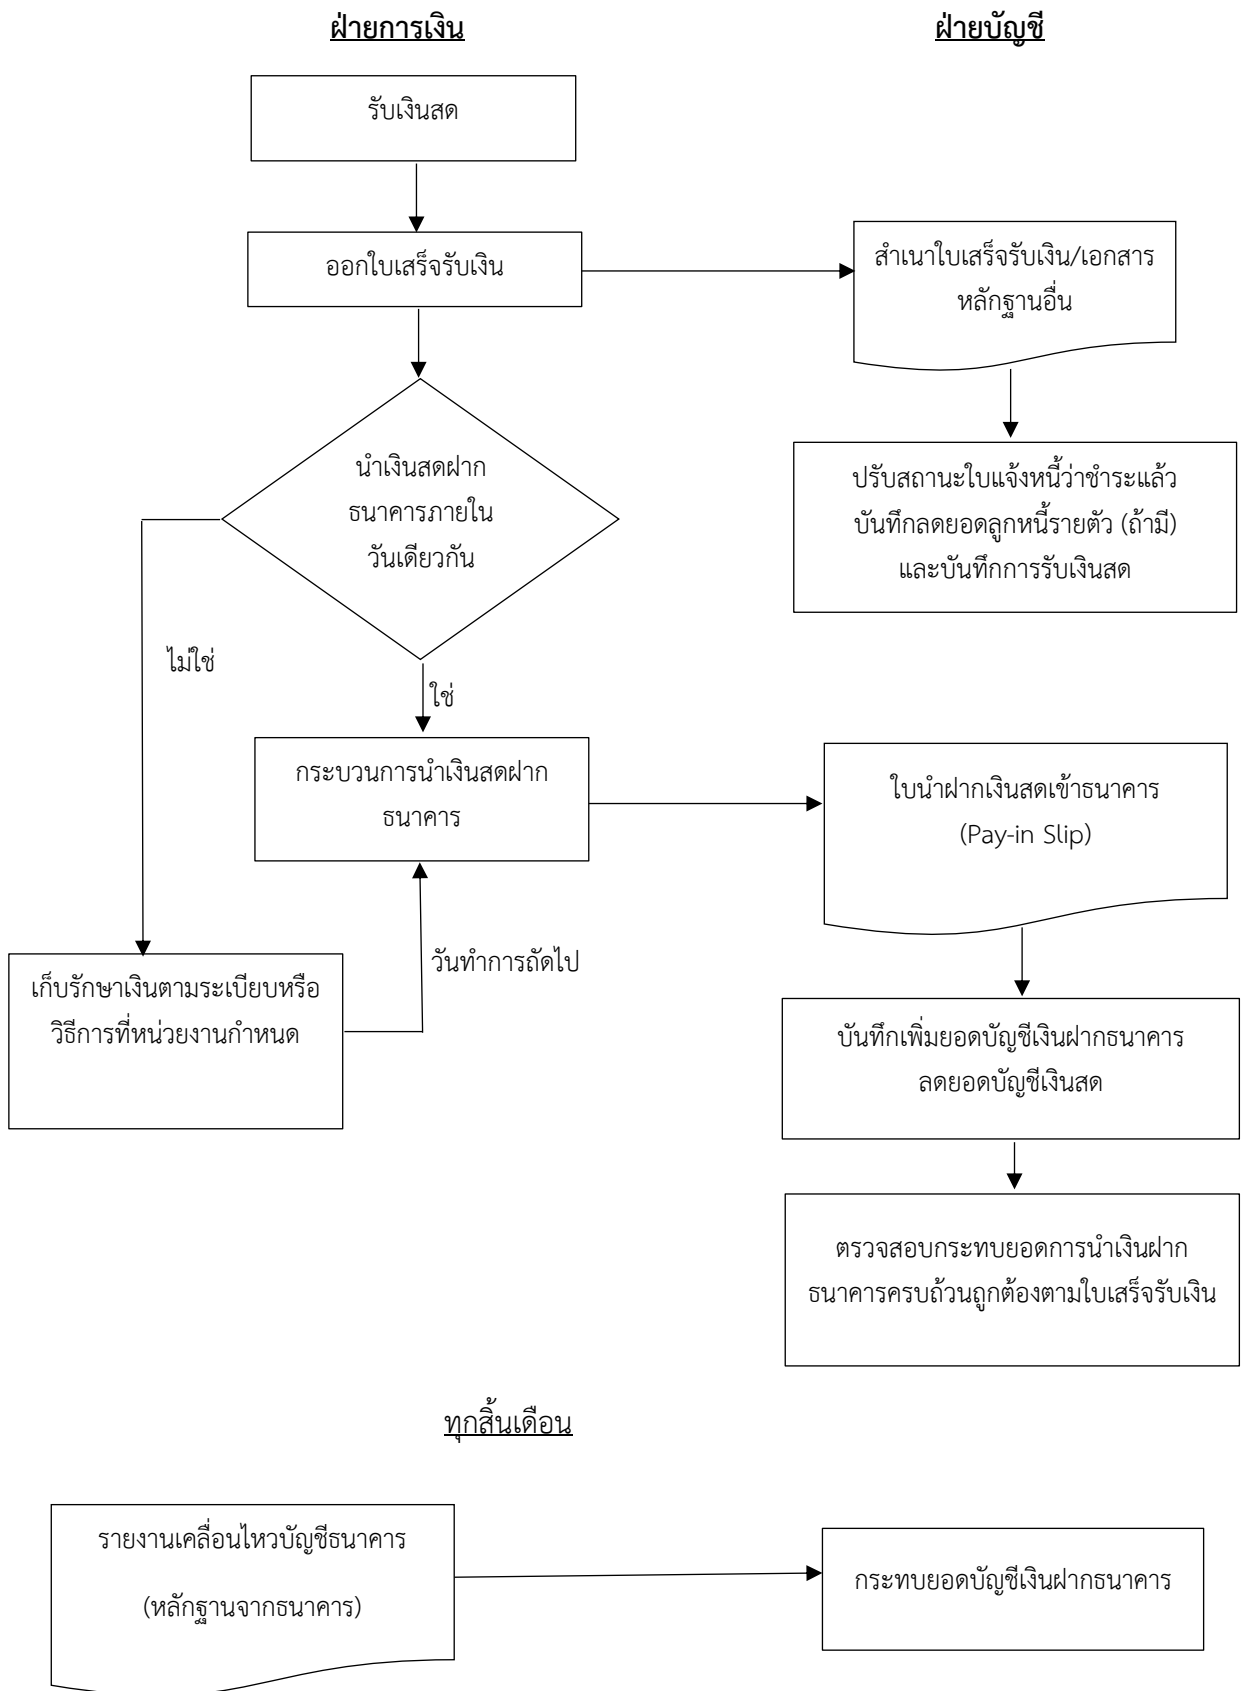 ฝ่ายการเงิน
ฝ่ายบัญชี
รับเงินสด
ออกใบเสร็จรับเงิน
สำเนาใบเสร็จรับเงิน/เอกสาร
หลักฐานอื่น
นำเงินสดฝาก
ธนาคารภายใน
วันเดียวกัน
ปรับสถานะใบแจ้งหนี้ว่าชำระแล้ว
บันทึกลดยอดลูกหนี้รายตัว (ถ้ามี)
และบันทึกการรับเงินสด
ไม่ใช่
ใช่
กระบวนการนำเงินสดฝาก
ธนาคาร
ใบนำฝากเงินสดเข้าธนาคาร
(Pay-in Slip)
วันทำการถัดไป
เก็บรักษาเงินตามระเบียบหรือ
วิธีการที่หน่วยงานกำหนด
บันทึกเพิ่มยอดบัญชีเงินฝากธนาคาร
ลดยอดบัญชีเงินสด
ตรวจสอบกระทบยอดการนำเงินฝาก
ธนาคารครบถ้วนถูกต้องตามใบเสร็จรับเงิน
ทุกสิ้นเดือน
รายงานเคลื่อนไหวบัญชีธนาคาร
(หลักฐานจากธนาคาร)
กระทบยอดบัญชีเงินฝากธนาคาร